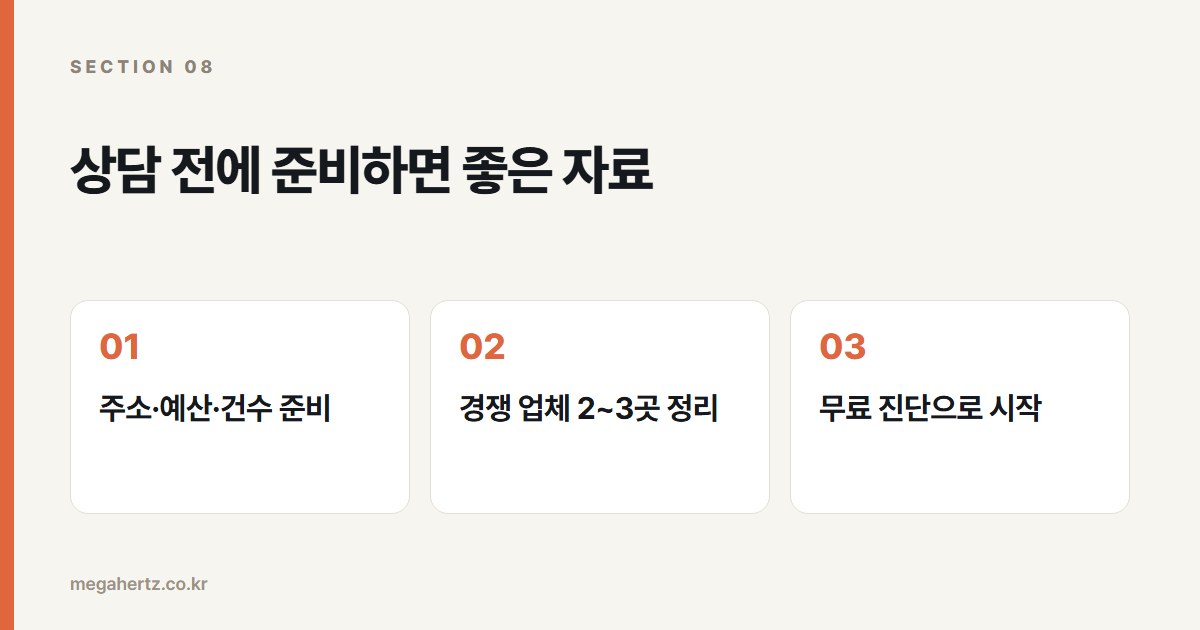 SECTION 08
상담 전에 준비하면 좋은 자료
01
주소·예산·건수 준비
02
경쟁 업체 2~3곳 정리
03
무료 진단으로 시작
megahertz.co.kr